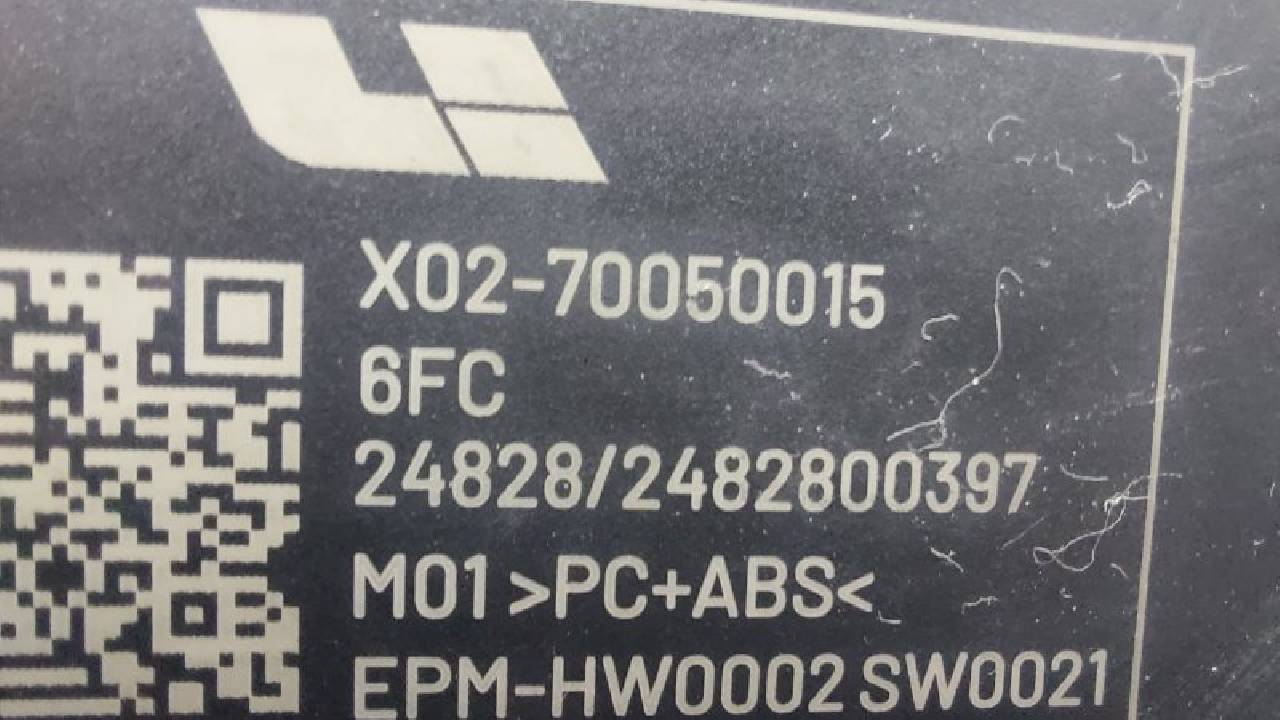 X02-70050015
6FC
24828/2482800397
M01 >PC+ABS<
EPM-HW0002 SW0021